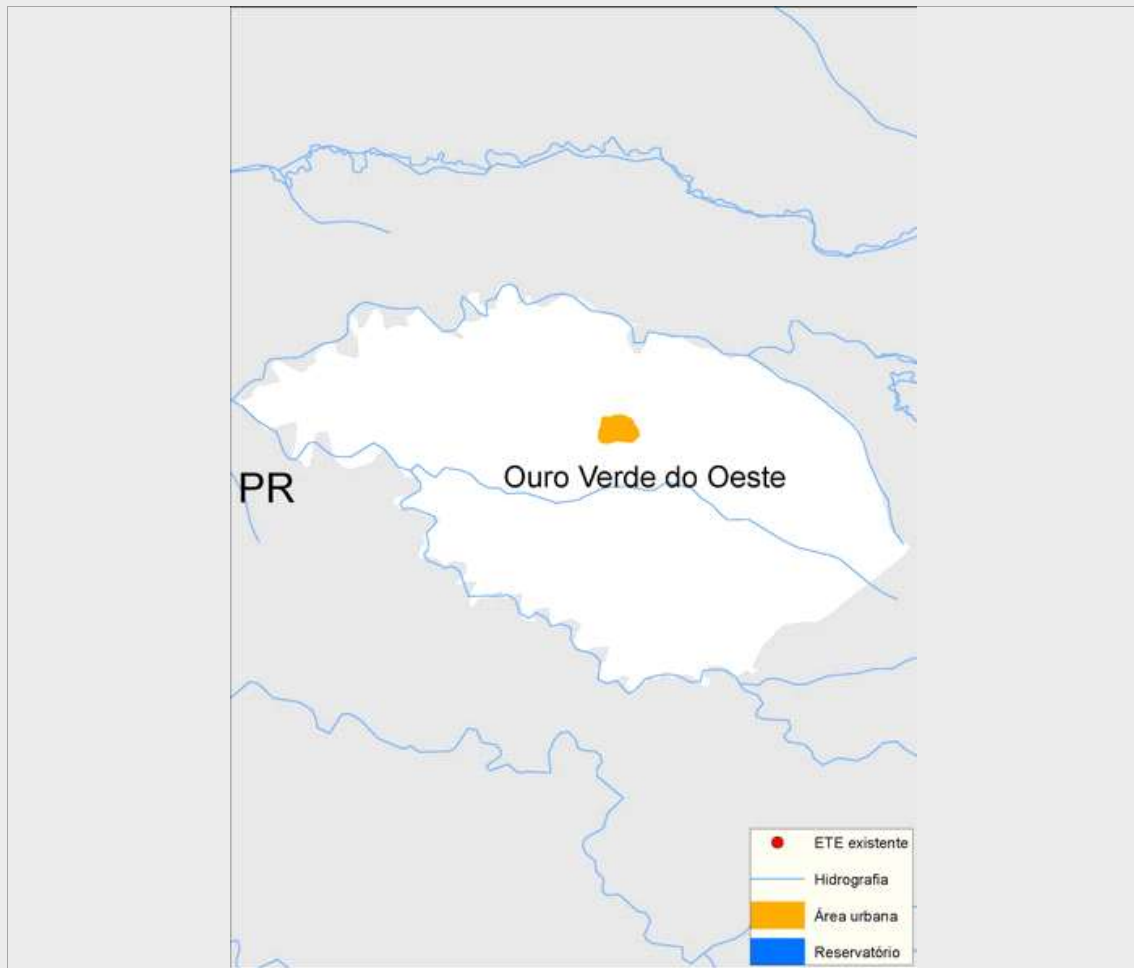 Ouro Verde do Oeste
PR
ETE existente
Hidrografia
Área urbana
Reservatório